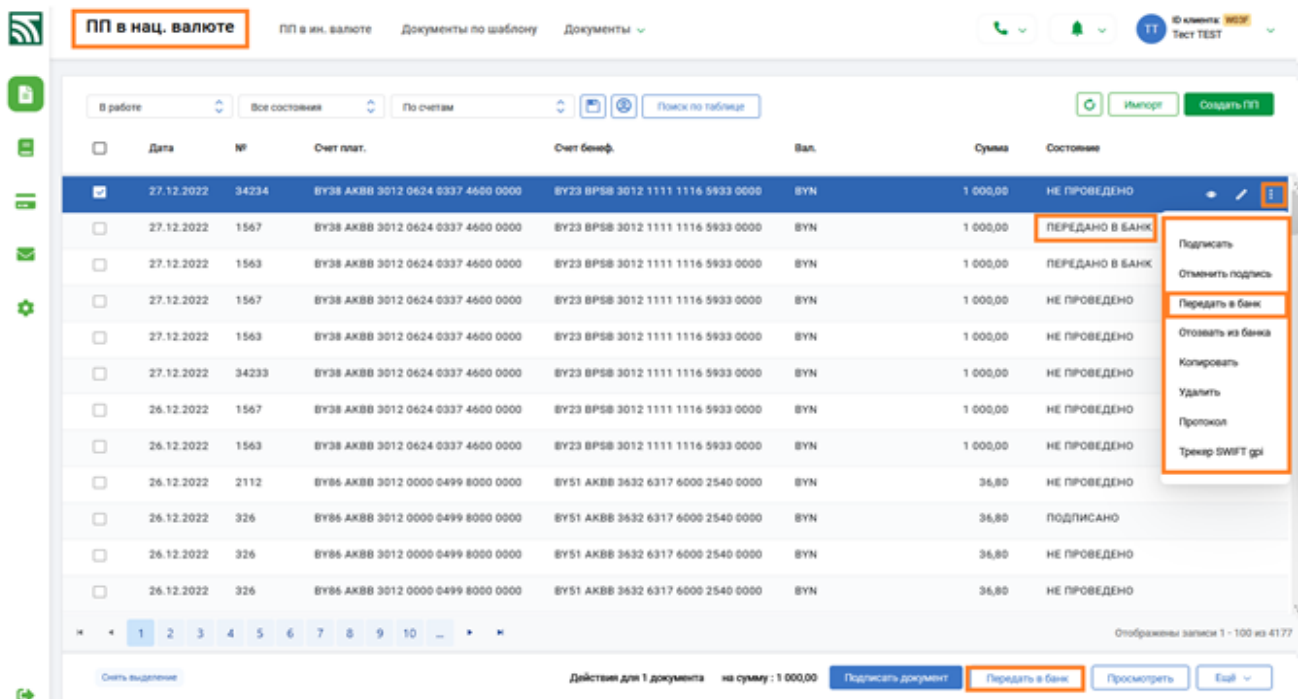 ПП в нац. валюте ПП в ин. валюте Документы по шаблону Документы ТТ ID клиента: W03F
Тест TEST
В работе Все состояния По счетам Поиск по таблице Импорт Создать ПП
Дата № Счет плат. Счет бенеф. Вал. Сумма Состояние
27.12.2022 34234 BY38 AKBB 3012 0624 0337 4600 0000 BY23 BPSB 3012 1111 1116 5933 0000 BYN 1 000,00 НЕ ПРОВЕДЕНО
27.12.2022 1567 BY38 AKBB 3012 0624 0337 4600 0000 BY23 BPSB 3012 1111 1116 5933 0000 BYN 1 000,00 ПЕРЕДАНО В БАНК
Подписать
27.12.2022 1563 BY38 AKBB 3012 0624 0337 4600 0000 BY23 BPSB 3012 1111 1116 5933 0000 BYN 1 000,00 ПЕРЕДАНО В БАНК
Отменить подпись
27.12.2022 1567 BY38 AKBB 3012 0624 0337 4600 0000 BY23 BPSB 3012 1111 1116 5933 0000 BYN 1 000,00 НЕ ПРОВЕДЕНО
Передать в банк
27.12.2022 1563 BY38 AKBB 3012 0624 0337 4600 0000 BY23 BPSB 3012 1111 1116 5933 0000 BYN 1 000,00 НЕ ПРОВЕДЕНО
Отозвать из банка
Копировать
27.12.2022 34233 BY38 AKBB 3012 0624 0337 4600 0000 BY23 BPSB 3012 1111 1116 5933 0000 BYN 1 000,00 НЕ ПРОВЕДЕНО
Удалить
26.12.2022 1567 BY38 AKBB 3012 0624 0337 4600 0000 BY23 BPSB 3012 1111 1116 5933 0000 BYN 1 000,00 НЕ ПРОВЕДЕНО
Протокол
26.12.2022 1563 BY38 AKBB 3012 0624 0337 4600 0000 BY23 BPSB 3012 1111 1116 5933 0000 BYN 1 000,00 НЕ ПРОВЕДЕНО
Трекер SWIFT gpi
26.12.2022 2112 BY86 AKBB 3012 0000 0499 8000 0000 BY51 AKBB 3632 6317 6000 2540 0000 BYN 36,80 НЕ ПРОВЕДЕНО
26.12.2022 326 BY86 AKBB 3012 0000 0499 8000 0000 BY51 AKBB 3632 6317 6000 2540 0000 BYN 36,80 ПОДПИСАНО
26.12.2022 326 BY86 AKBB 3012 0000 0499 8000 0000 BY51 AKBB 3632 6317 6000 2540 0000 BYN 36,80 НЕ ПРОВЕДЕНО
26.12.2022 326 BY86 AKBB 3012 0000 0499 8000 0000 BY51 AKBB 3632 6317 6000 2540 0000 BYN 36,80 НЕ ПРОВЕДЕНО
1 2 3 4 5 6 7 8 9 10 ... Отображены записи 1 - 100 из 4177
Снять выделение Действия для 1 документа на сумму : 1 000,00 Подписать документ Передать в банк Просмотреть Ещё